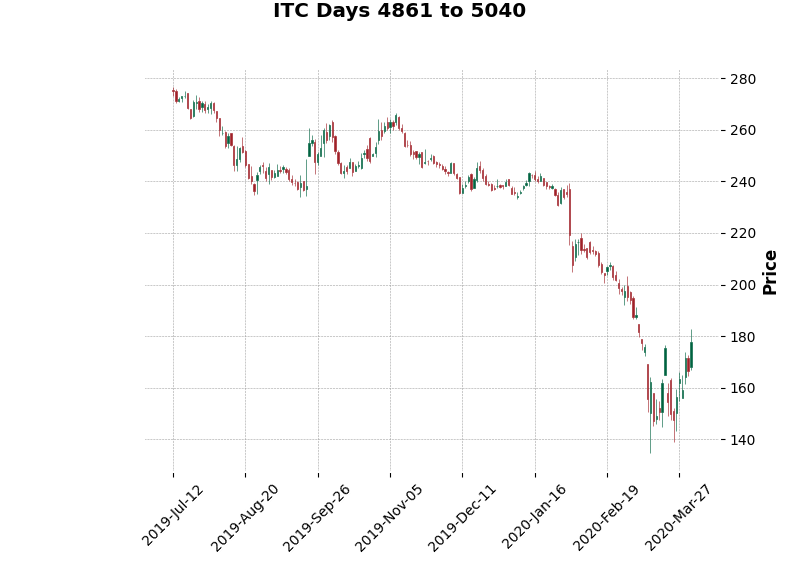 ITC Days 4861 to 5040
280
260
240
220
200
180
160
140
Price
2019-Jul-12
2019-Aug-20
2019-Sep-26
2019-Nov-05
2019-Dec-11
2020-Jan-16
2020-Feb-19
2020-Mar-27